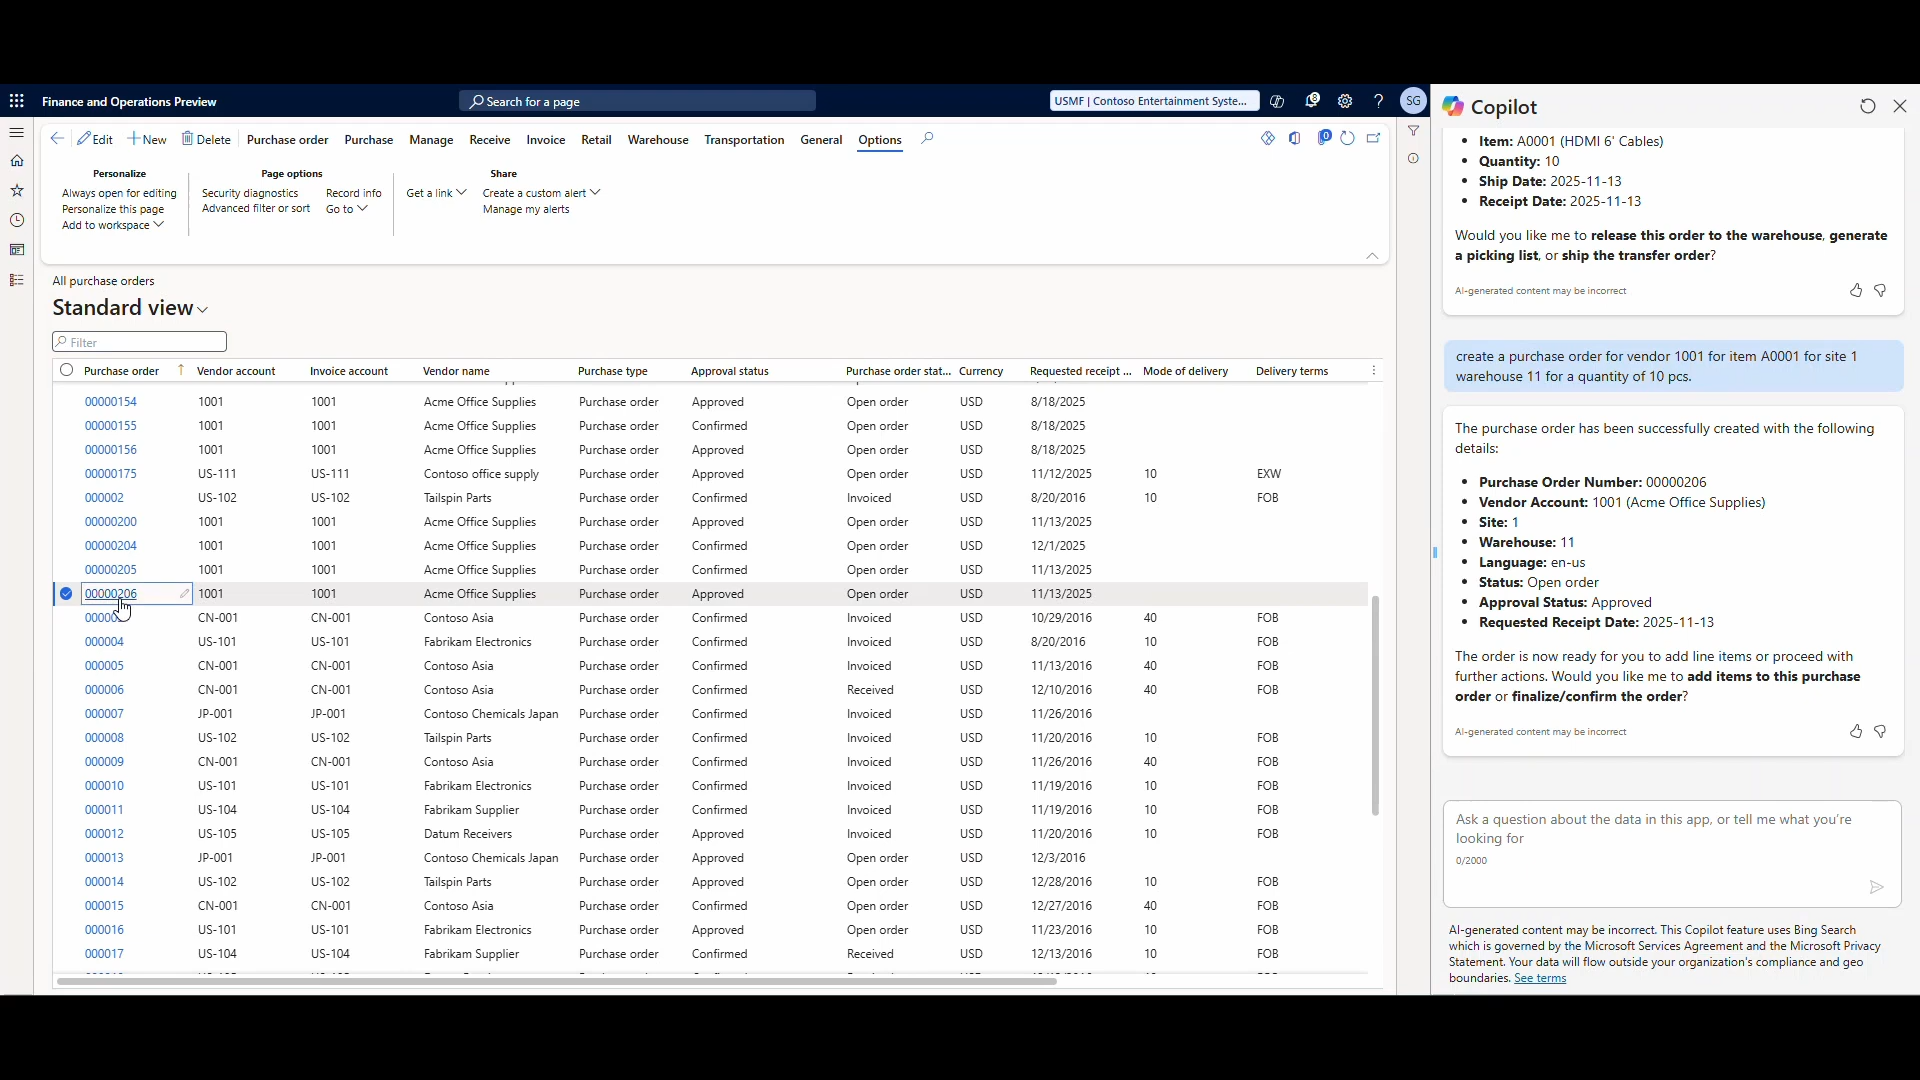 Finance and Operations Preview
Search for a page
USMF | Contoso Entertainment Syste...
8
SG
Edit
New
Delete
Purchase order
Purchase
Manage
Receive
Invoice
Retail
Warehouse
Transportation
General
Options
0
Personalize
Always open for editing
Personalize this page
Add to workspace
Page options
Security diagnostics
Advanced filter or sort
Record info
Go to
Get a link
Share
Create a custom alert
Manage my alerts
All purchase orders
Standard view
Filter
Purchase order Vendor account Invoice account Vendor name Purchase type Approval status Purchase order stat... Currency Requested receipt ... Mode of delivery Delivery terms
00000154 1001 1001 Acme Office Supplies Purchase order Approved Open order USD 8/18/2025
00000155 1001 1001 Acme Office Supplies Purchase order Confirmed Open order USD 8/18/2025
00000156 1001 1001 Acme Office Supplies Purchase order Approved Open order USD 8/18/2025
00000175 US-111 US-111 Contoso office supply Purchase order Approved Open order USD 11/12/2025 10 EXW
000002 US-102 US-102 Tailspin Parts Purchase order Confirmed Invoiced USD 8/20/2016 10 FOB
00000200 1001 1001 Acme Office Supplies Purchase order Approved Open order USD 11/13/2025
00000204 1001 1001 Acme Office Supplies Purchase order Confirmed Open order USD 12/1/2025
00000205 1001 1001 Acme Office Supplies Purchase order Confirmed Open order USD 11/13/2025
00000206 1001 1001 Acme Office Supplies Purchase order Approved Open order USD 11/13/2025
CN-001 CN-001 Contoso Asia Purchase order Confirmed Invoiced USD 10/29/2016 40 FOB
000004 US-101 US-101 Fabrikam Electronics Purchase order Confirmed Invoiced USD 8/20/2016 10 FOB
000005 CN-001 CN-001 Contoso Asia Purchase order Confirmed Invoiced USD 11/13/2016 40 FOB
000006 CN-001 CN-001 Contoso Asia Purchase order Confirmed Received USD 12/10/2016 40 FOB
000007 JP-001 JP-001 Contoso Chemicals Japan Purchase order Confirmed Invoiced USD 11/26/2016
000008 US-102 US-102 Tailspin Parts Purchase order Confirmed Invoiced USD 11/20/2016 10 FOB
000009 CN-001 CN-001 Contoso Asia Purchase order Confirmed Invoiced USD 11/26/2016 40 FOB
000010 US-101 US-101 Fabrikam Electronics Purchase order Confirmed Invoiced USD 11/19/2016 10 FOB
000011 US-104 US-104 Fabrikam Supplier Purchase order Confirmed Invoiced USD 11/19/2016 10 FOB
000012 US-105 US-105 Datum Receivers Purchase order Approved Invoiced USD 11/20/2016 10 FOB
000013 JP-001 JP-001 Contoso Chemicals Japan Purchase order Approved Open order USD 12/3/2016
000014 US-102 US-102 Tailspin Parts Purchase order Approved Open order USD 12/28/2016 10 FOB
000015 CN-001 CN-001 Contoso Asia Purchase order Confirmed Open order USD 12/27/2016 40 FOB
000016 US-101 US-101 Fabrikam Electronics Purchase order Approved Open order USD 11/23/2016 10 FOB
000017 US-104 US-104 Fabrikam Supplier Purchase order Confirmed Received USD 12/13/2016 10 FOB
Copilot
• Item: A0001 (HDMI 6' Cables)
• Quantity: 10
• Ship Date: 2025-11-13
• Receipt Date: 2025-11-13
Would you like me to release this order to the warehouse, generate
a picking list, or ship the transfer order?
AI-generated content may be incorrect
create a purchase order for vendor 1001 for item A0001 for site 1
warehouse 11 for a quantity of 10 pcs.
The purchase order has been successfully created with the following
details:
• Purchase Order Number: 00000206
• Vendor Account: 1001 (Acme Office Supplies)
• Site: 1
• Warehouse: 11
• Language: en-us
• Status: Open order
• Approval Status: Approved
• Requested Receipt Date: 2025-11-13
The order is now ready for you to add line items or proceed with
further actions. Would you like me to add items to this purchase
order or finalize/confirm the order?
AI-generated content may be incorrect
Ask a question about the data in this app, or tell me what you're
looking for
0/2000
AI-generated content may be incorrect. This Copilot feature uses Bing Search
which is governed by the Microsoft Services Agreement and the Microsoft Privacy
Statement. Your data will flow outside your organization's compliance and geo
boundaries. See terms